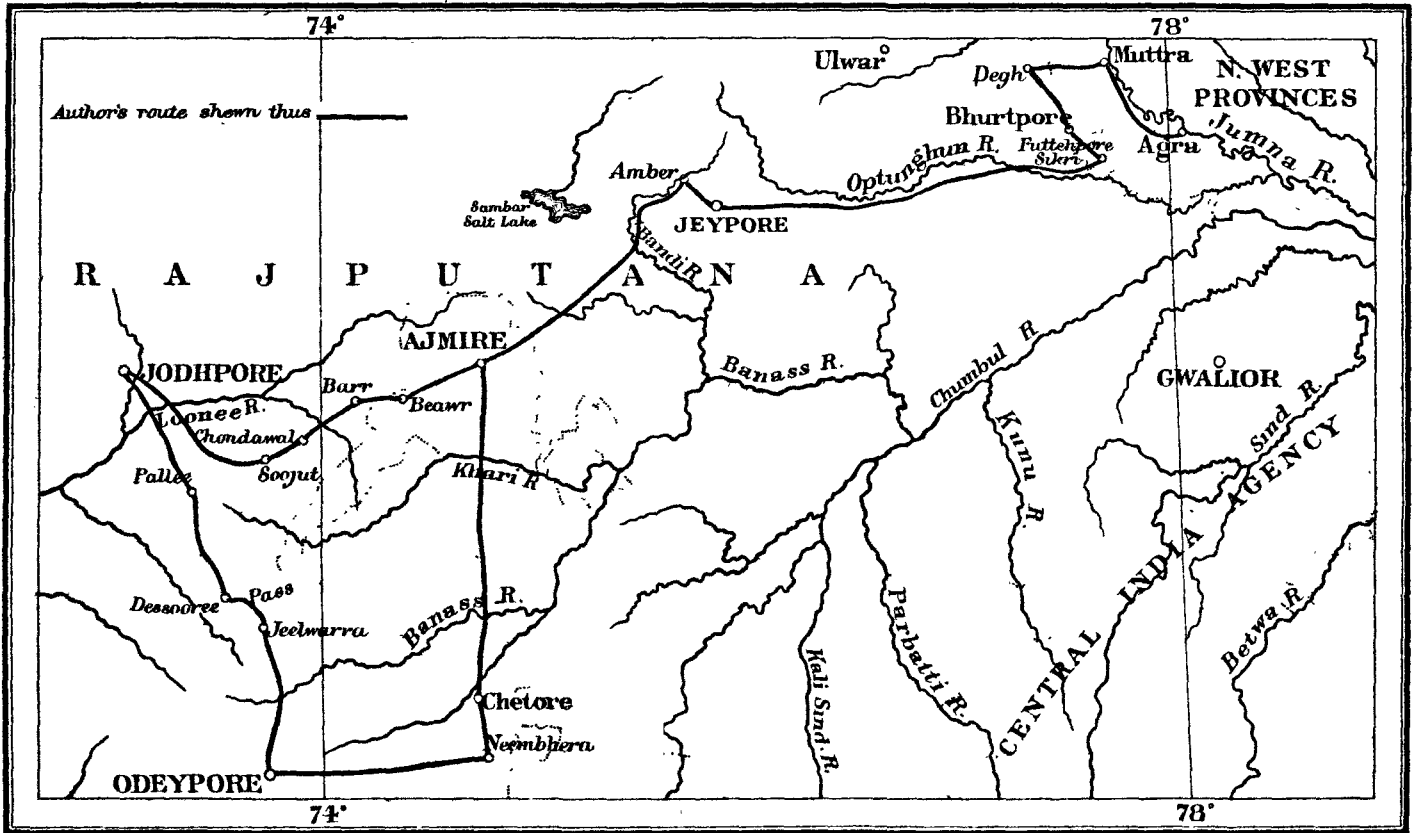 74°
78°
Ulwar
Degh
Muttra
N. WEST
PROVINCES
Author's route shewn thus
Bhurtpore
Futtehpore
Sikri
Agra
Jumna R.
Optunghun R.
Amber
Sambar
Salt Lake
JEYPORE
Bandi R
RAJPUTANA
AJMIRE
JODHPORE
Barr
Beawr
Banass R.
Chumbul R
GWALIOR
Loonee R.
Chondawal
Soojut
Pallee
Khari R
Kunu R.
Sind R.
CENTRAL INDIA AGENCY
Dessooree
Pass
Jeelwarra
Banass R.
Parbatti R.
Kali Sind. R.
Betwa R
Chetore
Neembhera
ODEYPORE
74°
78°